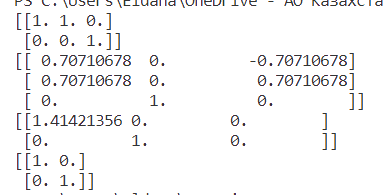 PS C:\Users\Eldana\OneDrive - АО Казахста
[[1. 1. 0.]
 [0. 0. 1.]]
[[ 0.70710678  0.         -0.70710678]
 [ 0.70710678  0.          0.70710678]
 [ 0.          1.          0.        ]]
[[1.41421356 0.         0.        ]
 [0.         1.         0.        ]]
[[1. 0.]
 [0. 1.]]